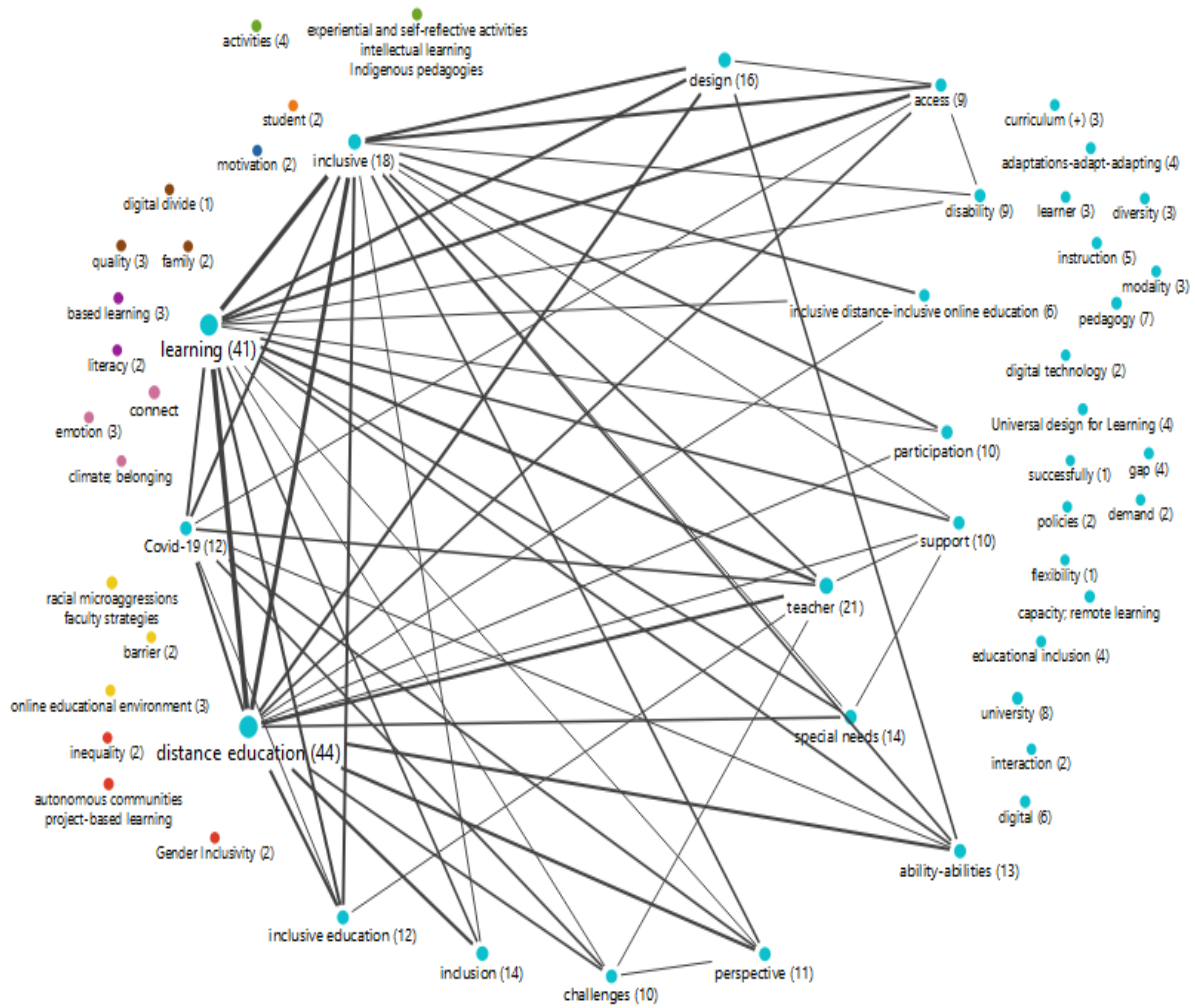 activities (4)
experiential and self-reflective activities
intellectual learning
Indigenous pedagogies
design (16)
access (9)
student (2)
curriculum (+) (3)
inclusive (18)
motivation (2)
adaptations-adapt-adapting (4)
digital divide (1)
disability (9)
learner (3)
diversity (3)
quality (3)
family (2)
instruction (5)
modality (3)
based learning (3)
inclusive distance-inclusive online education (6)
pedagogy (7)
learning (41)
literacy (2)
digital technology (2)
connect
emotion (3)
Universal design for Learning (4)
participation (10)
climate; belonging
successfully (1)
gap (4)
policies (2)
demand (2)
Covid-19 (12)
support (10)
flexibility (1)
racial microaggressions
faculty strategies
teacher (21)
capacity; remote learning
barrier (2)
educational inclusion (4)
online educational environment (3)
university (8)
inequality (2)
distance education (44)
special needs (14)
interaction (2)
autonomous communities
project-based learning
digital (6)
Gender Inclusivity (2)
ability-abilities (13)
inclusive education (12)
inclusion (14)
challenges (10)
perspective (11)